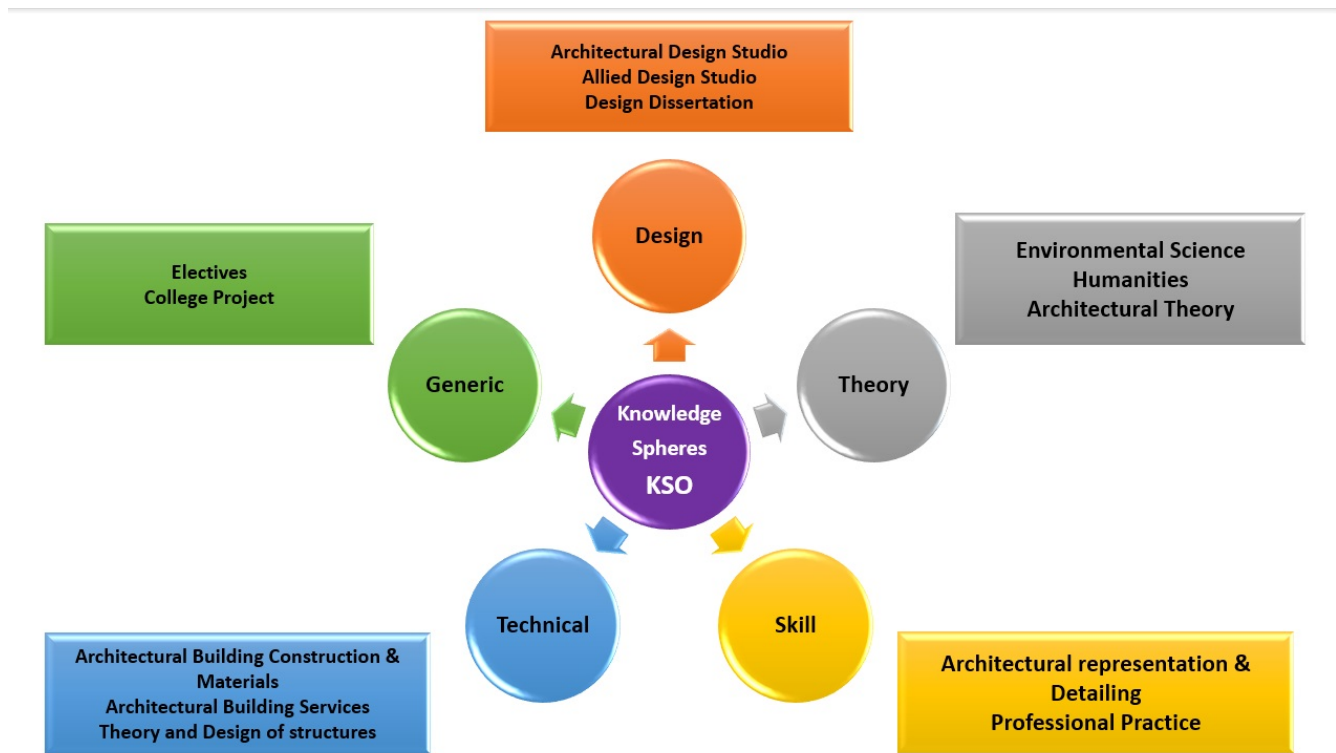 Architectural Design Studio
Allied Design Studio
Design Dissertation
Design
Electives
College Project
Generic
Environmental Science
Humanities
Architectural Theory
Theory
Knowledge
Spheres
KSO
Technical
Architectural Building Construction &
Materials
Architectural Building Services
Theory and Design of structures
Skill
Architectural representation &
Detailing
Professional Practice